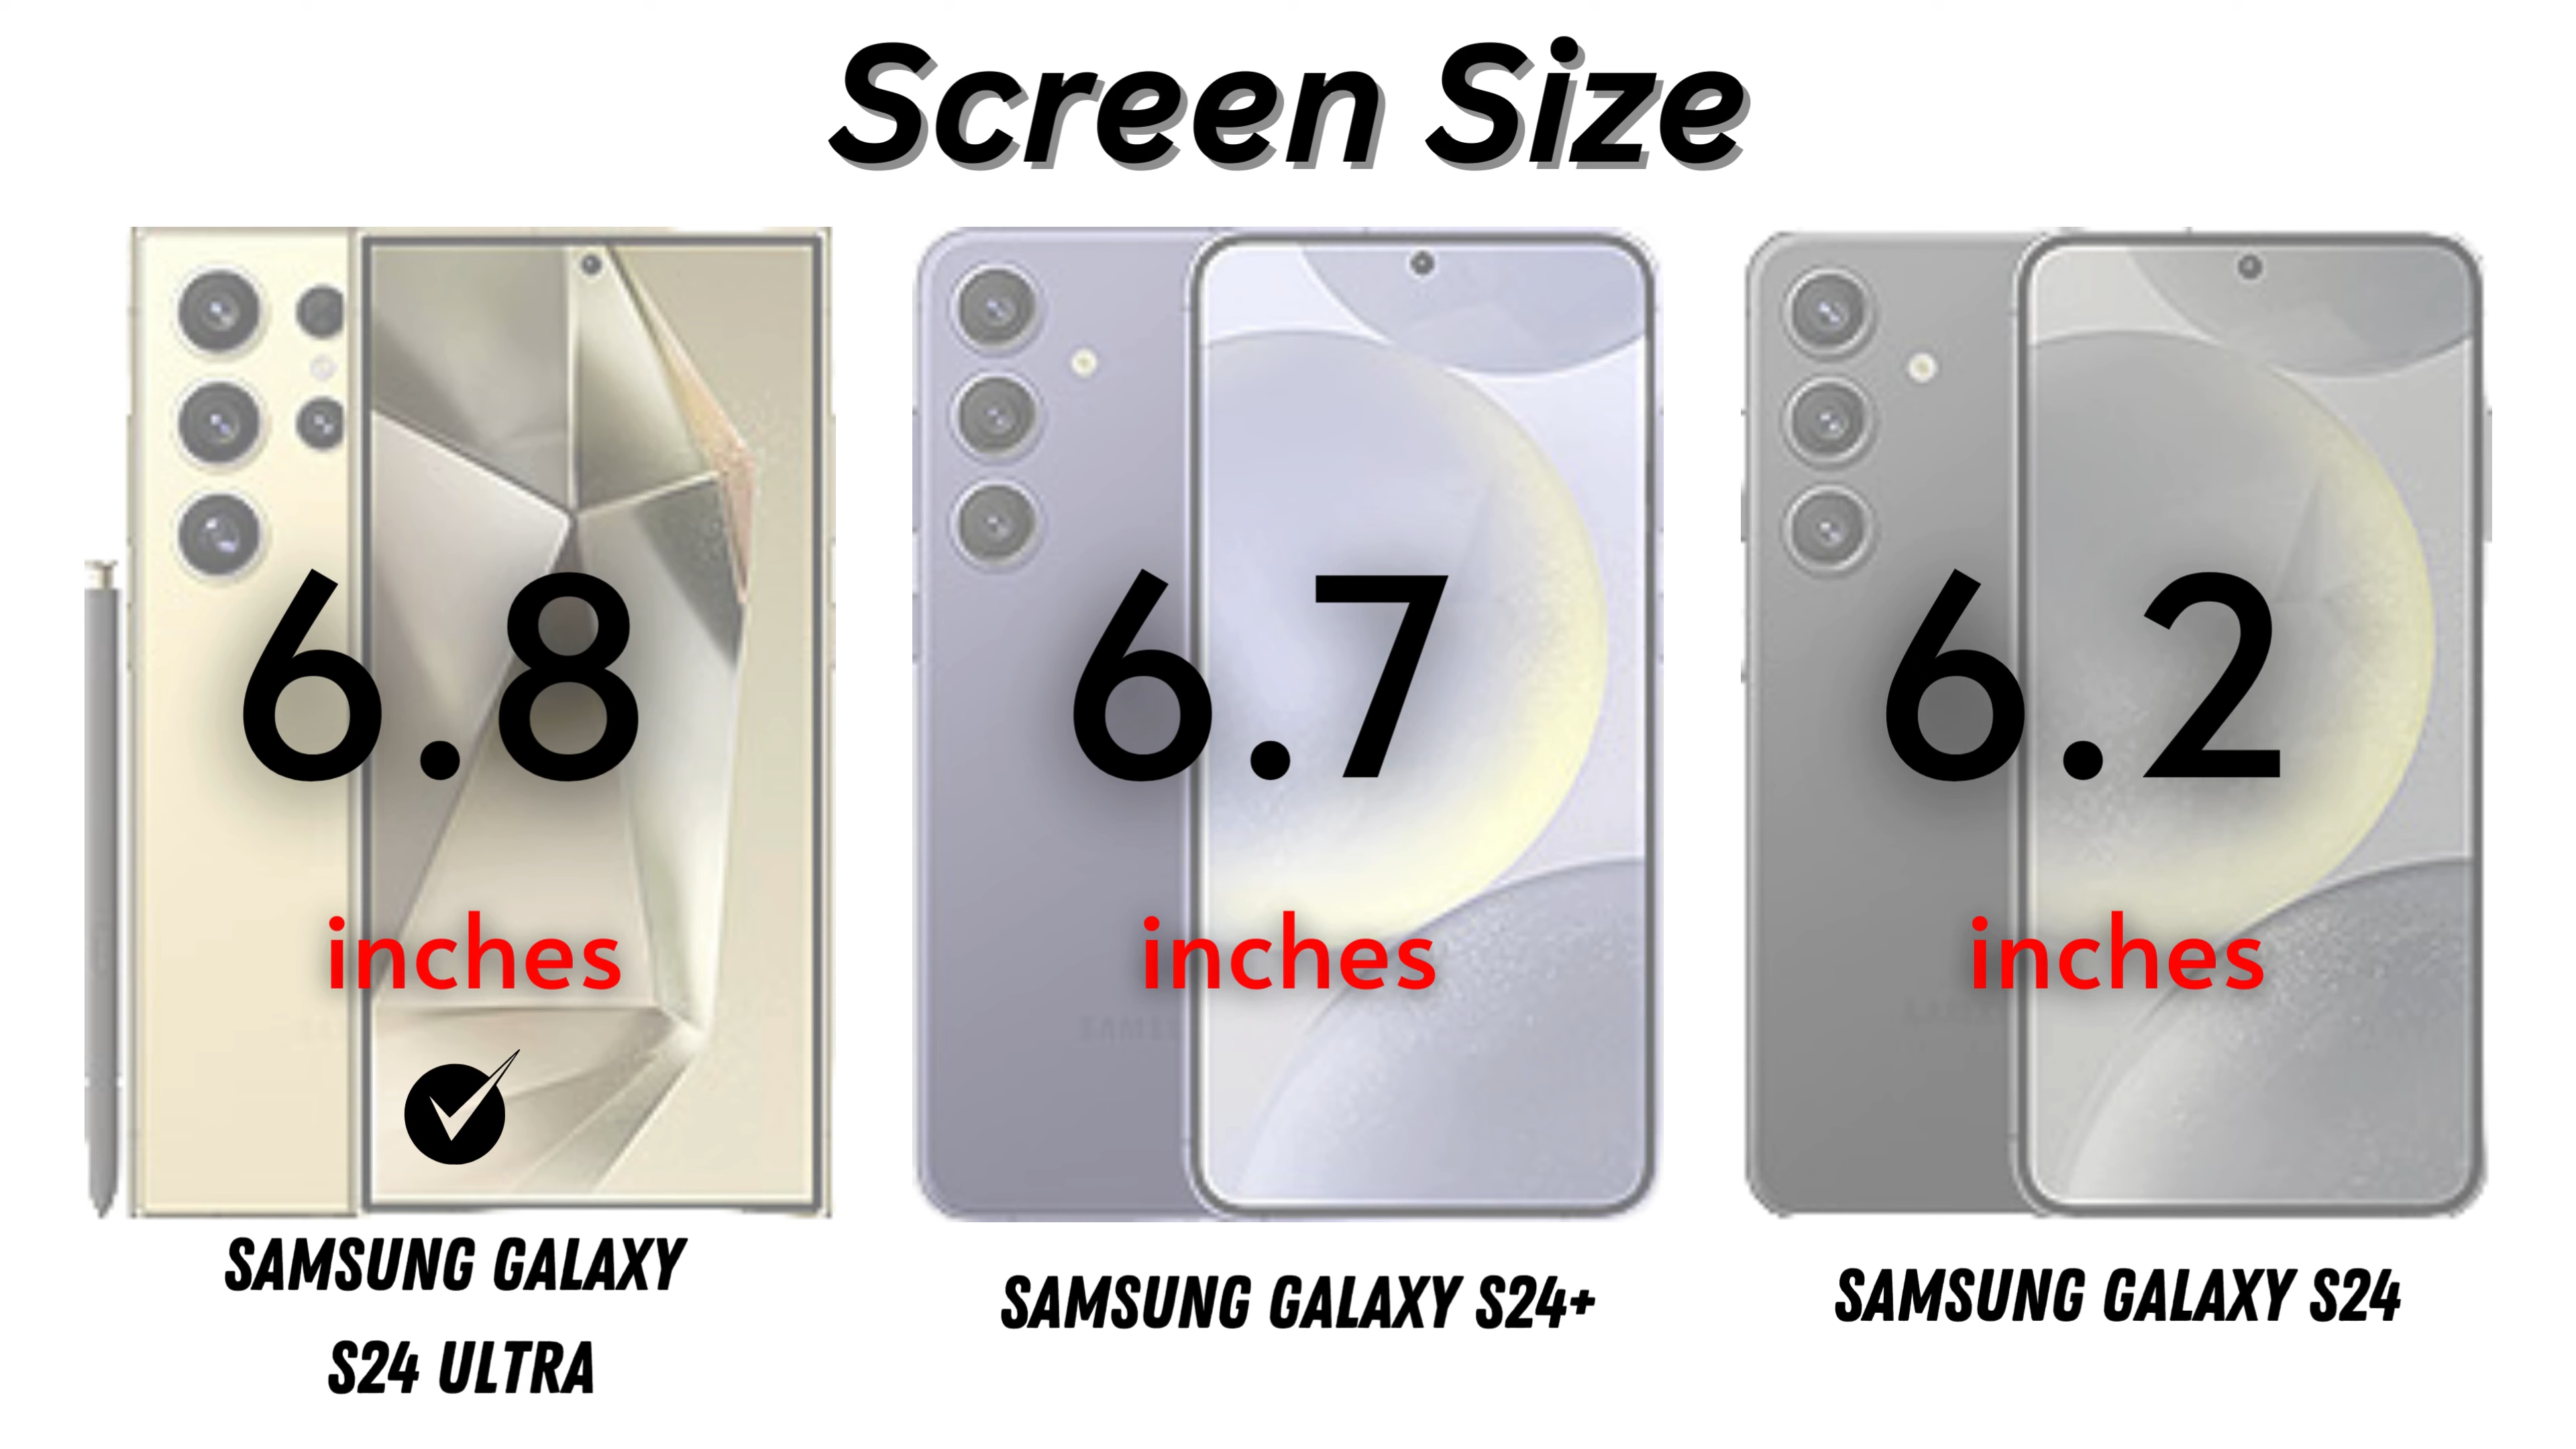 Screen Size
6.8
inches
SAMSUNG GALAXY
S24 ULTRA
6.7
inches
SAMSUNG GALAXY S24+
6.2
inches
SAMSUNG GALAXY S24